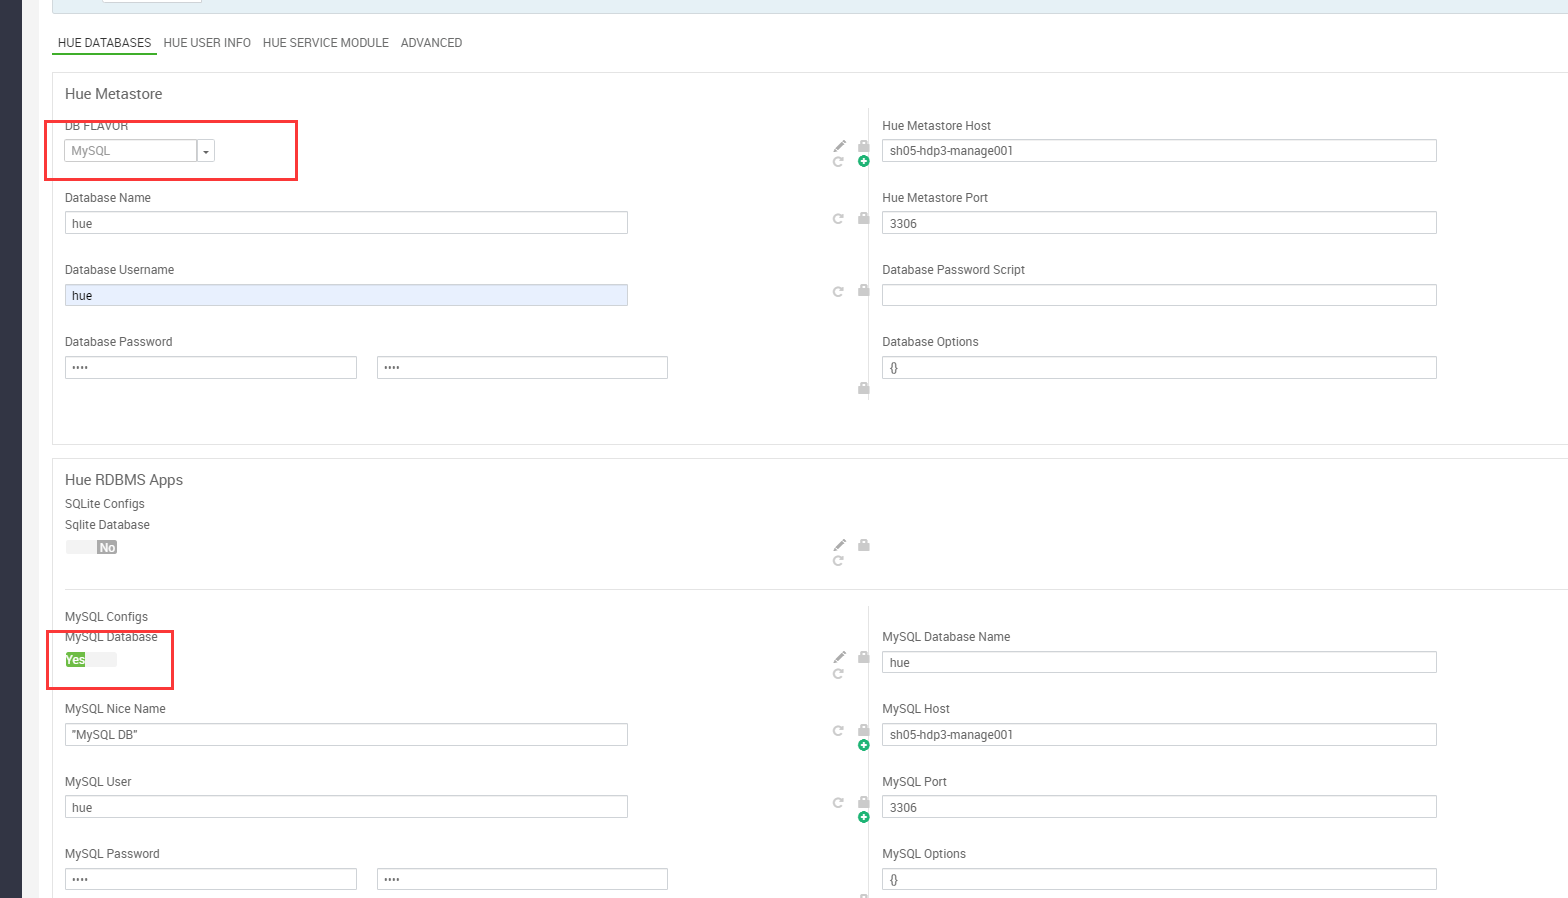 HUE DATABASES HUE USER INFO HUE SERVICE MODULE ADVANCED
Hue Metastore
DB FLAVOR
MySQL
Hue Metastore Host
sh05-hdp3-manage001
Database Name
hue
Hue Metastore Port
3306
Database Username
hue
Database Password Script
Database Password
•••• ••••
Database Options
{}
Hue RDBMS Apps
SQLite Configs
Sqlite Database
No
MySQL Configs
MySQL Database
Yes
MySQL Database Name
hue
MySQL Nice Name
"MySQL DB"
MySQL Host
sh05-hdp3-manage001
MySQL User
hue
MySQL Port
3306
MySQL Password
•••• ••••
MySQL Options
{}